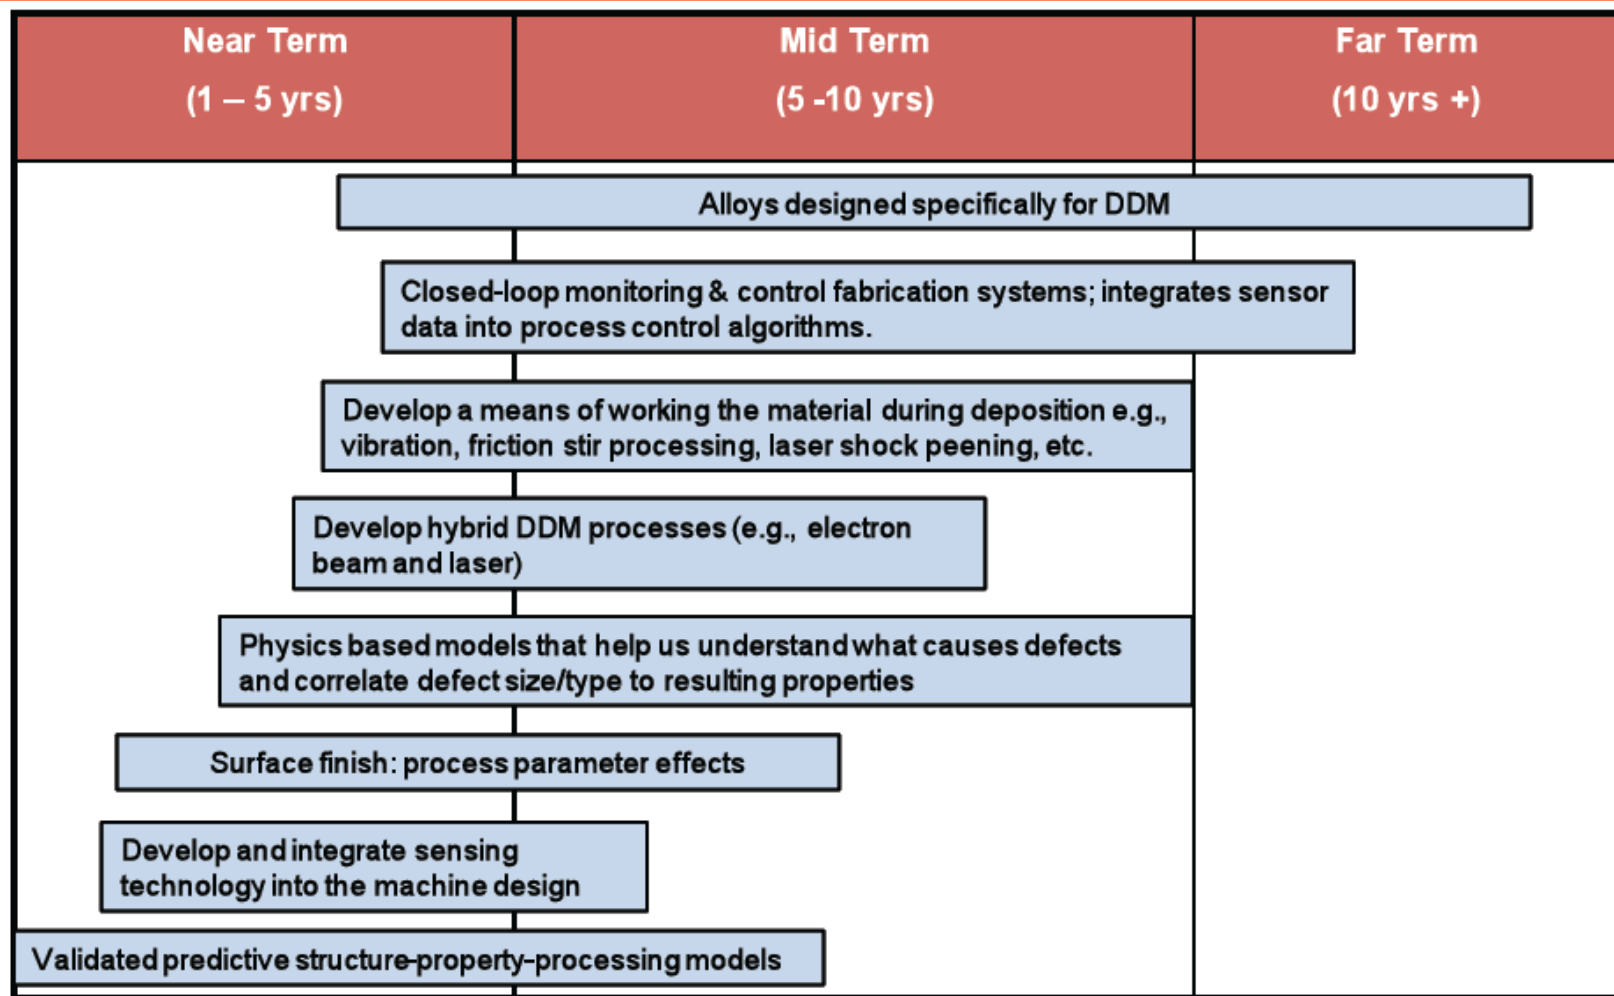 Near Term
(1 – 5 yrs)
Mid Term
(5 -10 yrs)
Far Term
(10 yrs +)
Alloys designed specifically for DDM
Closed-loop monitoring & control fabrication systems; integrates sensor
data into process control algorithms.
Develop a means of working the material during deposition e.g.,
vibration, friction stir processing, laser shock peening, etc.
Develop hybrid DDM processes (e.g., electron
beam and laser)
Physics based models that help us understand what causes defects
and correlate defect size/type to resulting properties
Surface finish: process parameter effects
Develop and integrate sensing
technology into the machine design
Validated predictive structure-property-processing models